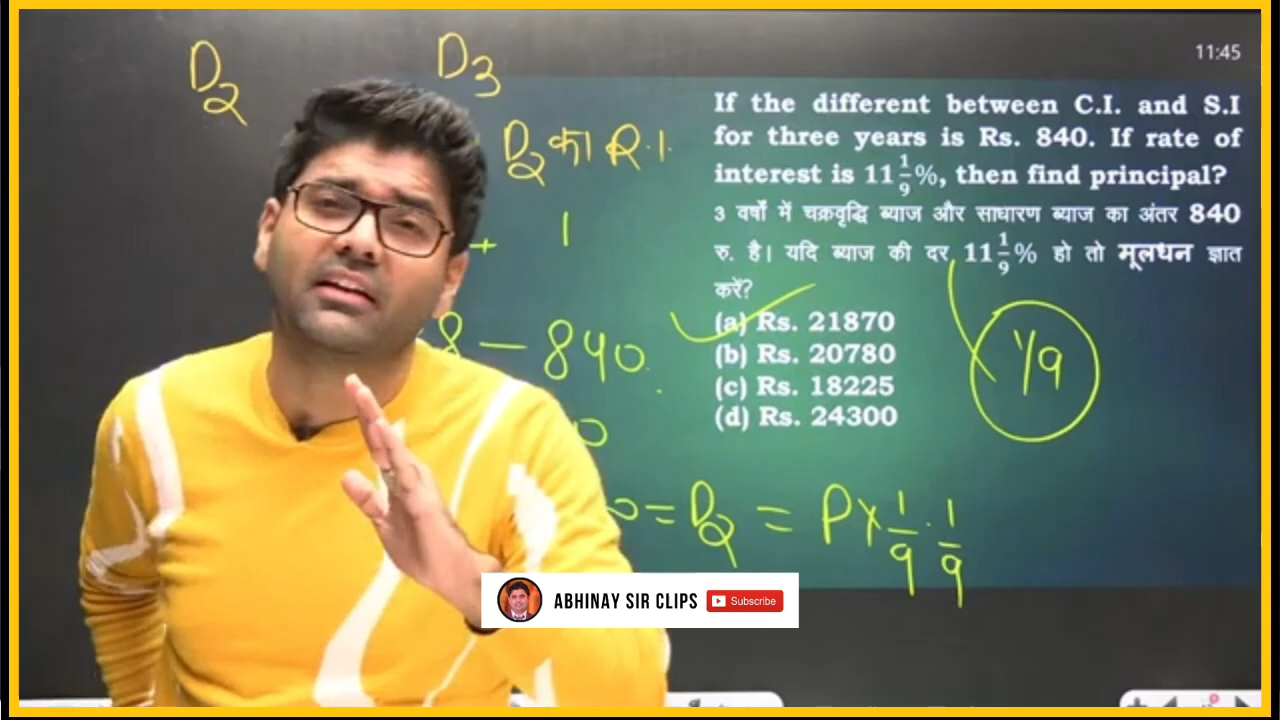 11:45
D2
D3
D2 का R.I.
+ 1
8 – 840
0
0 = D2 = P × 1/9 . 1/9
If the different between C.I. and S.I
for three years is Rs. 840. If rate of
interest is 11 1/9%, then find principal?
3 वर्षों में चक्रवृद्धि ब्याज और साधारण ब्याज का अंतर 840
रु. है। यदि ब्याज की दर 11 1/9% हो तो मूलधन ज्ञात
करें?
(a) Rs. 21870
(b) Rs. 20780
(c) Rs. 18225
(d) Rs. 24300
1/9
ABHINAY SIR CLIPS
Subscribe